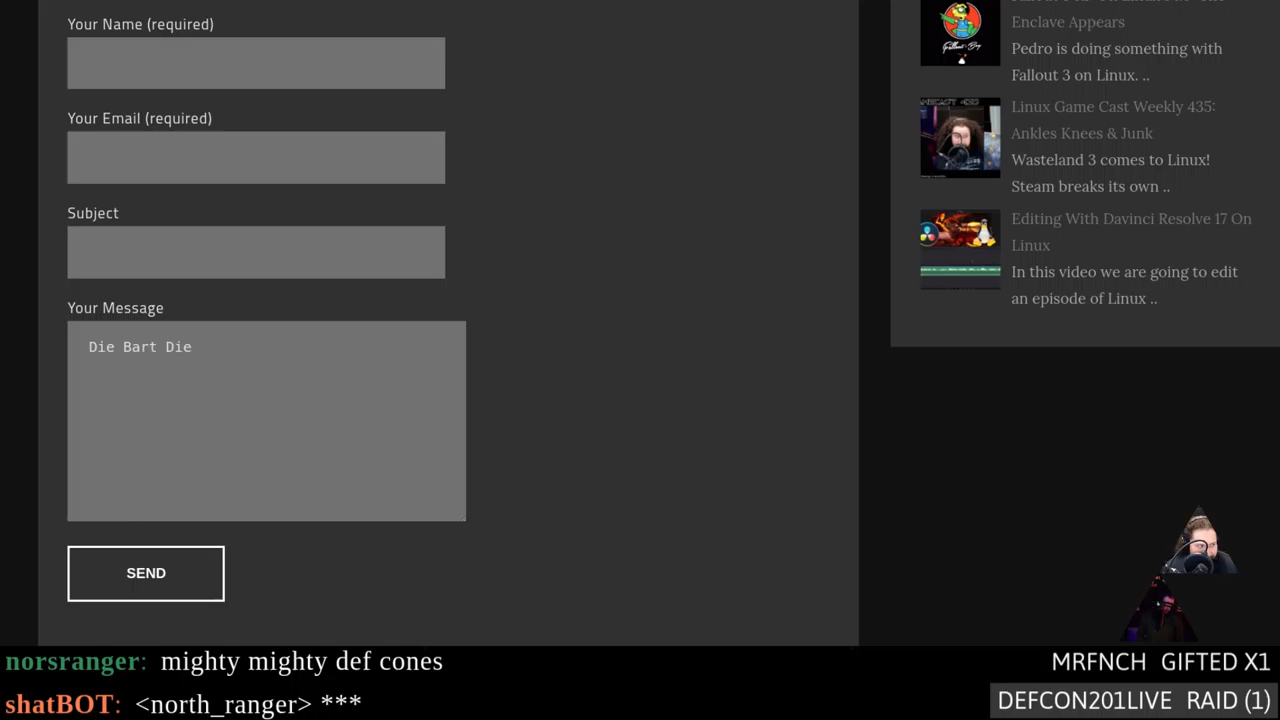 Your Name (required)
Your Email (required)
Subject
Your Message
Die Bart Die
SEND
Enclave Appears
Pedro is doing something with
Fallout 3 on Linux. ..
Linux Game Cast Weekly 435:
Ankles Knees & Junk
Wasteland 3 comes to Linux!
Steam breaks its own ..
Editing With Davinci Resolve 17 On
Linux
In this video we are going to edit
an episode of Linux ..
norsranger: mighty mighty def cones
shatBOT: <north_ranger> ***
MRFNCH GIFTED X1
DEFCON201LIVE RAID (1)